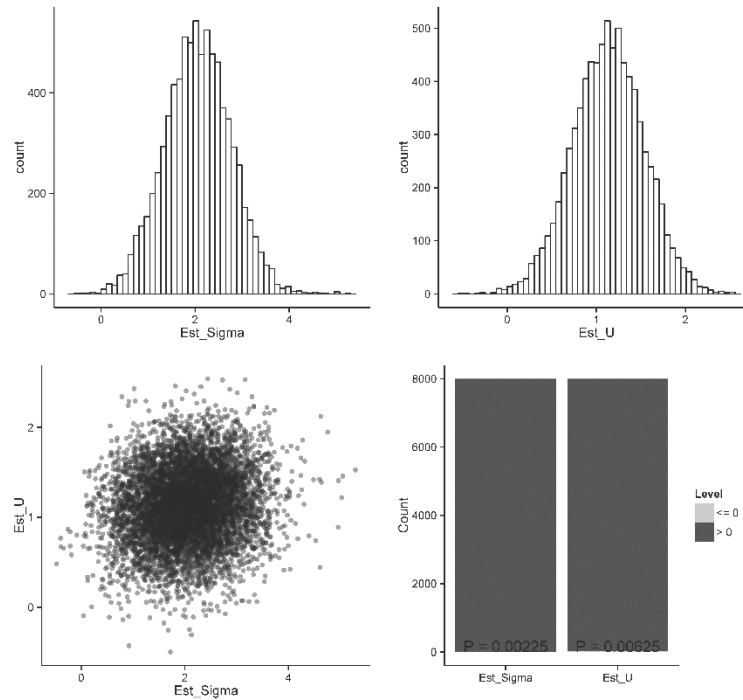 400
200
0
count
0
2
4
Est_Sigma
500
400
300
200
100
0
count
0
1
2
Est_U
2
1
0
Est_U
0
2
4
Est_Sigma
8000
6000
4000
2000
0
Count
P = 0.00225
P = 0.00625
Est_Sigma
Est_U
Level
<= 0
> 0